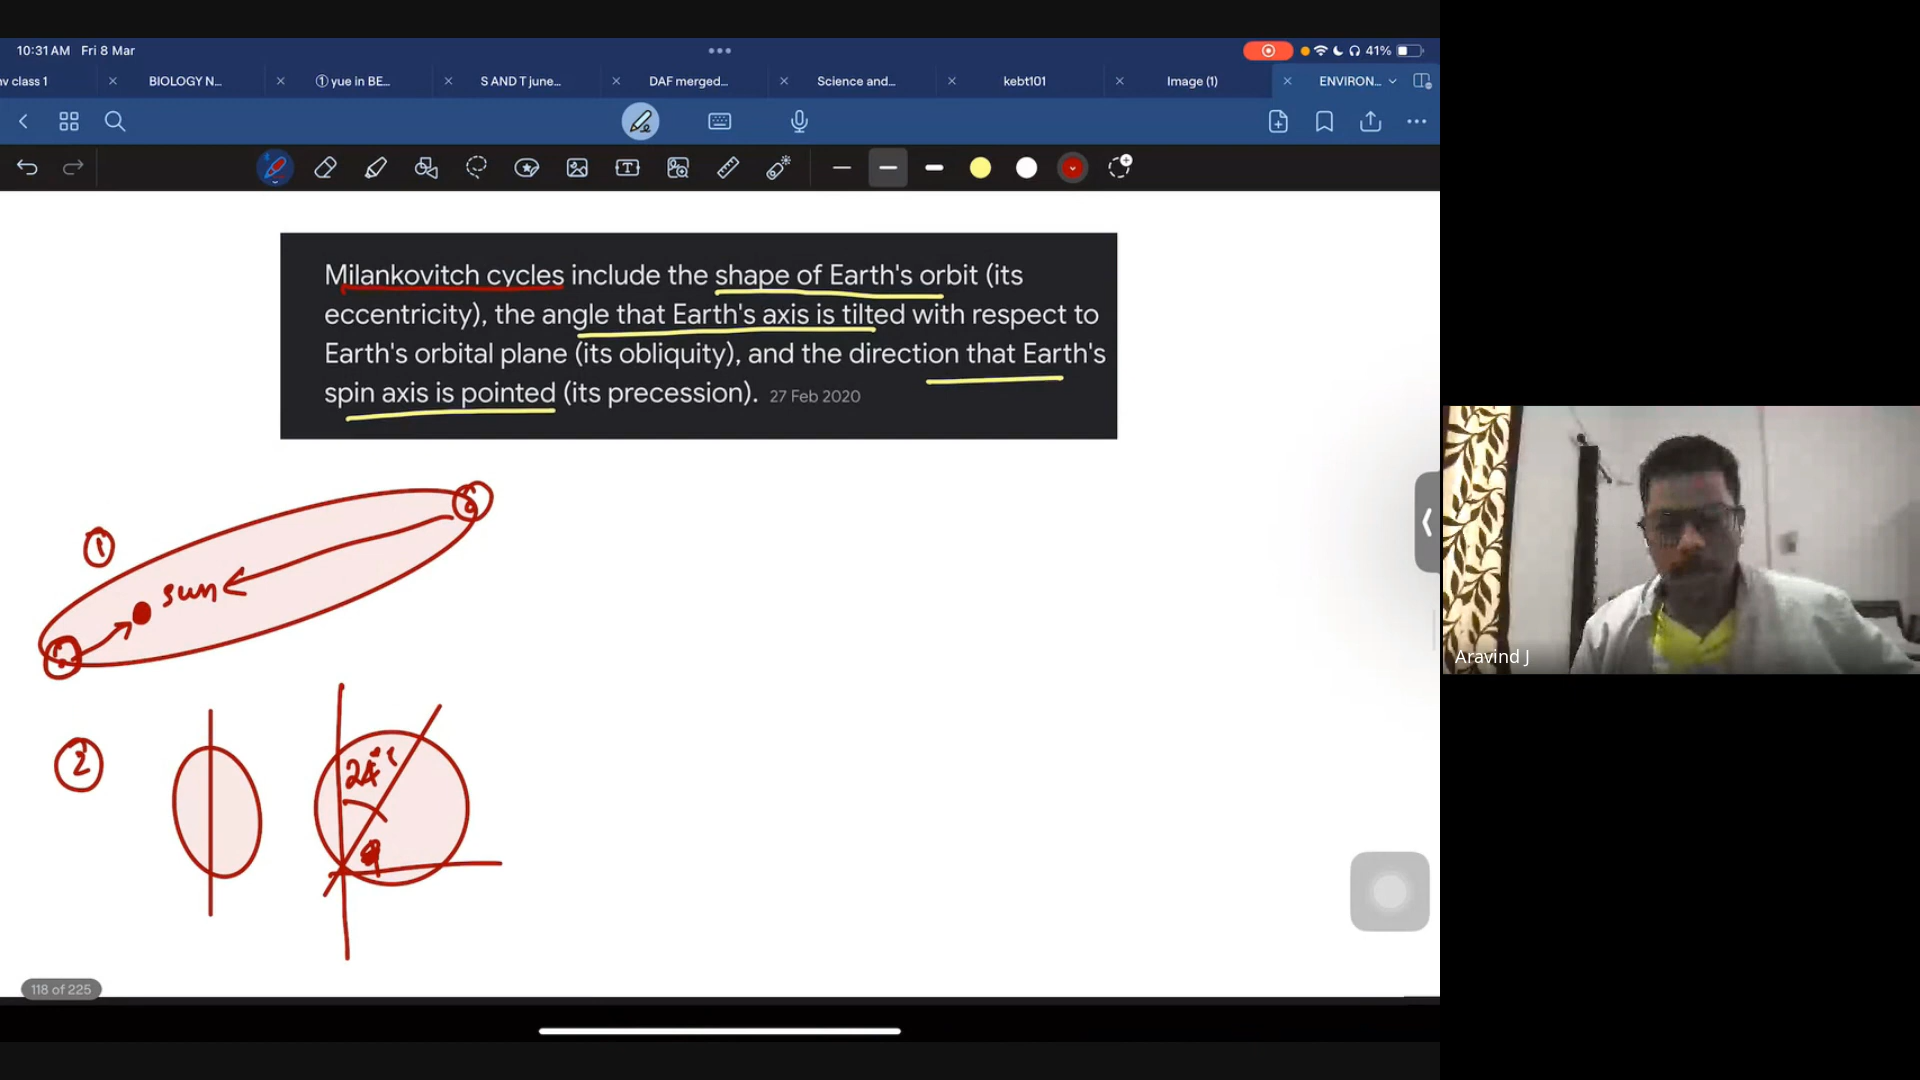 10:31 AM Fri 8 Mar
41%
nv class 1
BIOLOGY N...
① yue in BE...
S AND T june...
DAF merged...
Science and...
kebt101
Image (1)
ENVIRON...
Milankovitch cycles include the shape of Earth's orbit (its
eccentricity), the angle that Earth's axis is tilted with respect to
Earth's orbital plane (its obliquity), and the direction that Earth's
spin axis is pointed (its precession). 27 Feb 2020
①
sun
②
24°
Aravind J
118 of 225